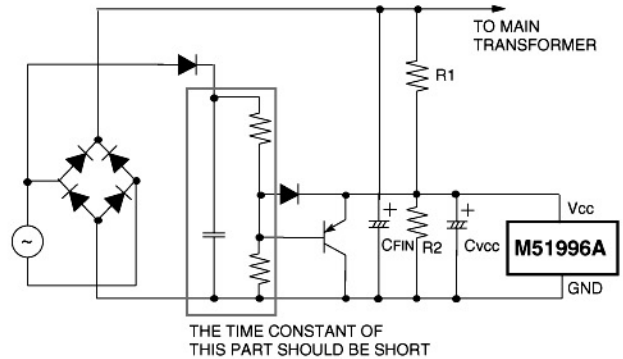 TO MAIN
TRANSFORMER
R1
~
+
+
CFIN
R2
CVCC
VCC
M51996A
GND
THE TIME CONSTANT OF
THIS PART SHOULD BE SHORT